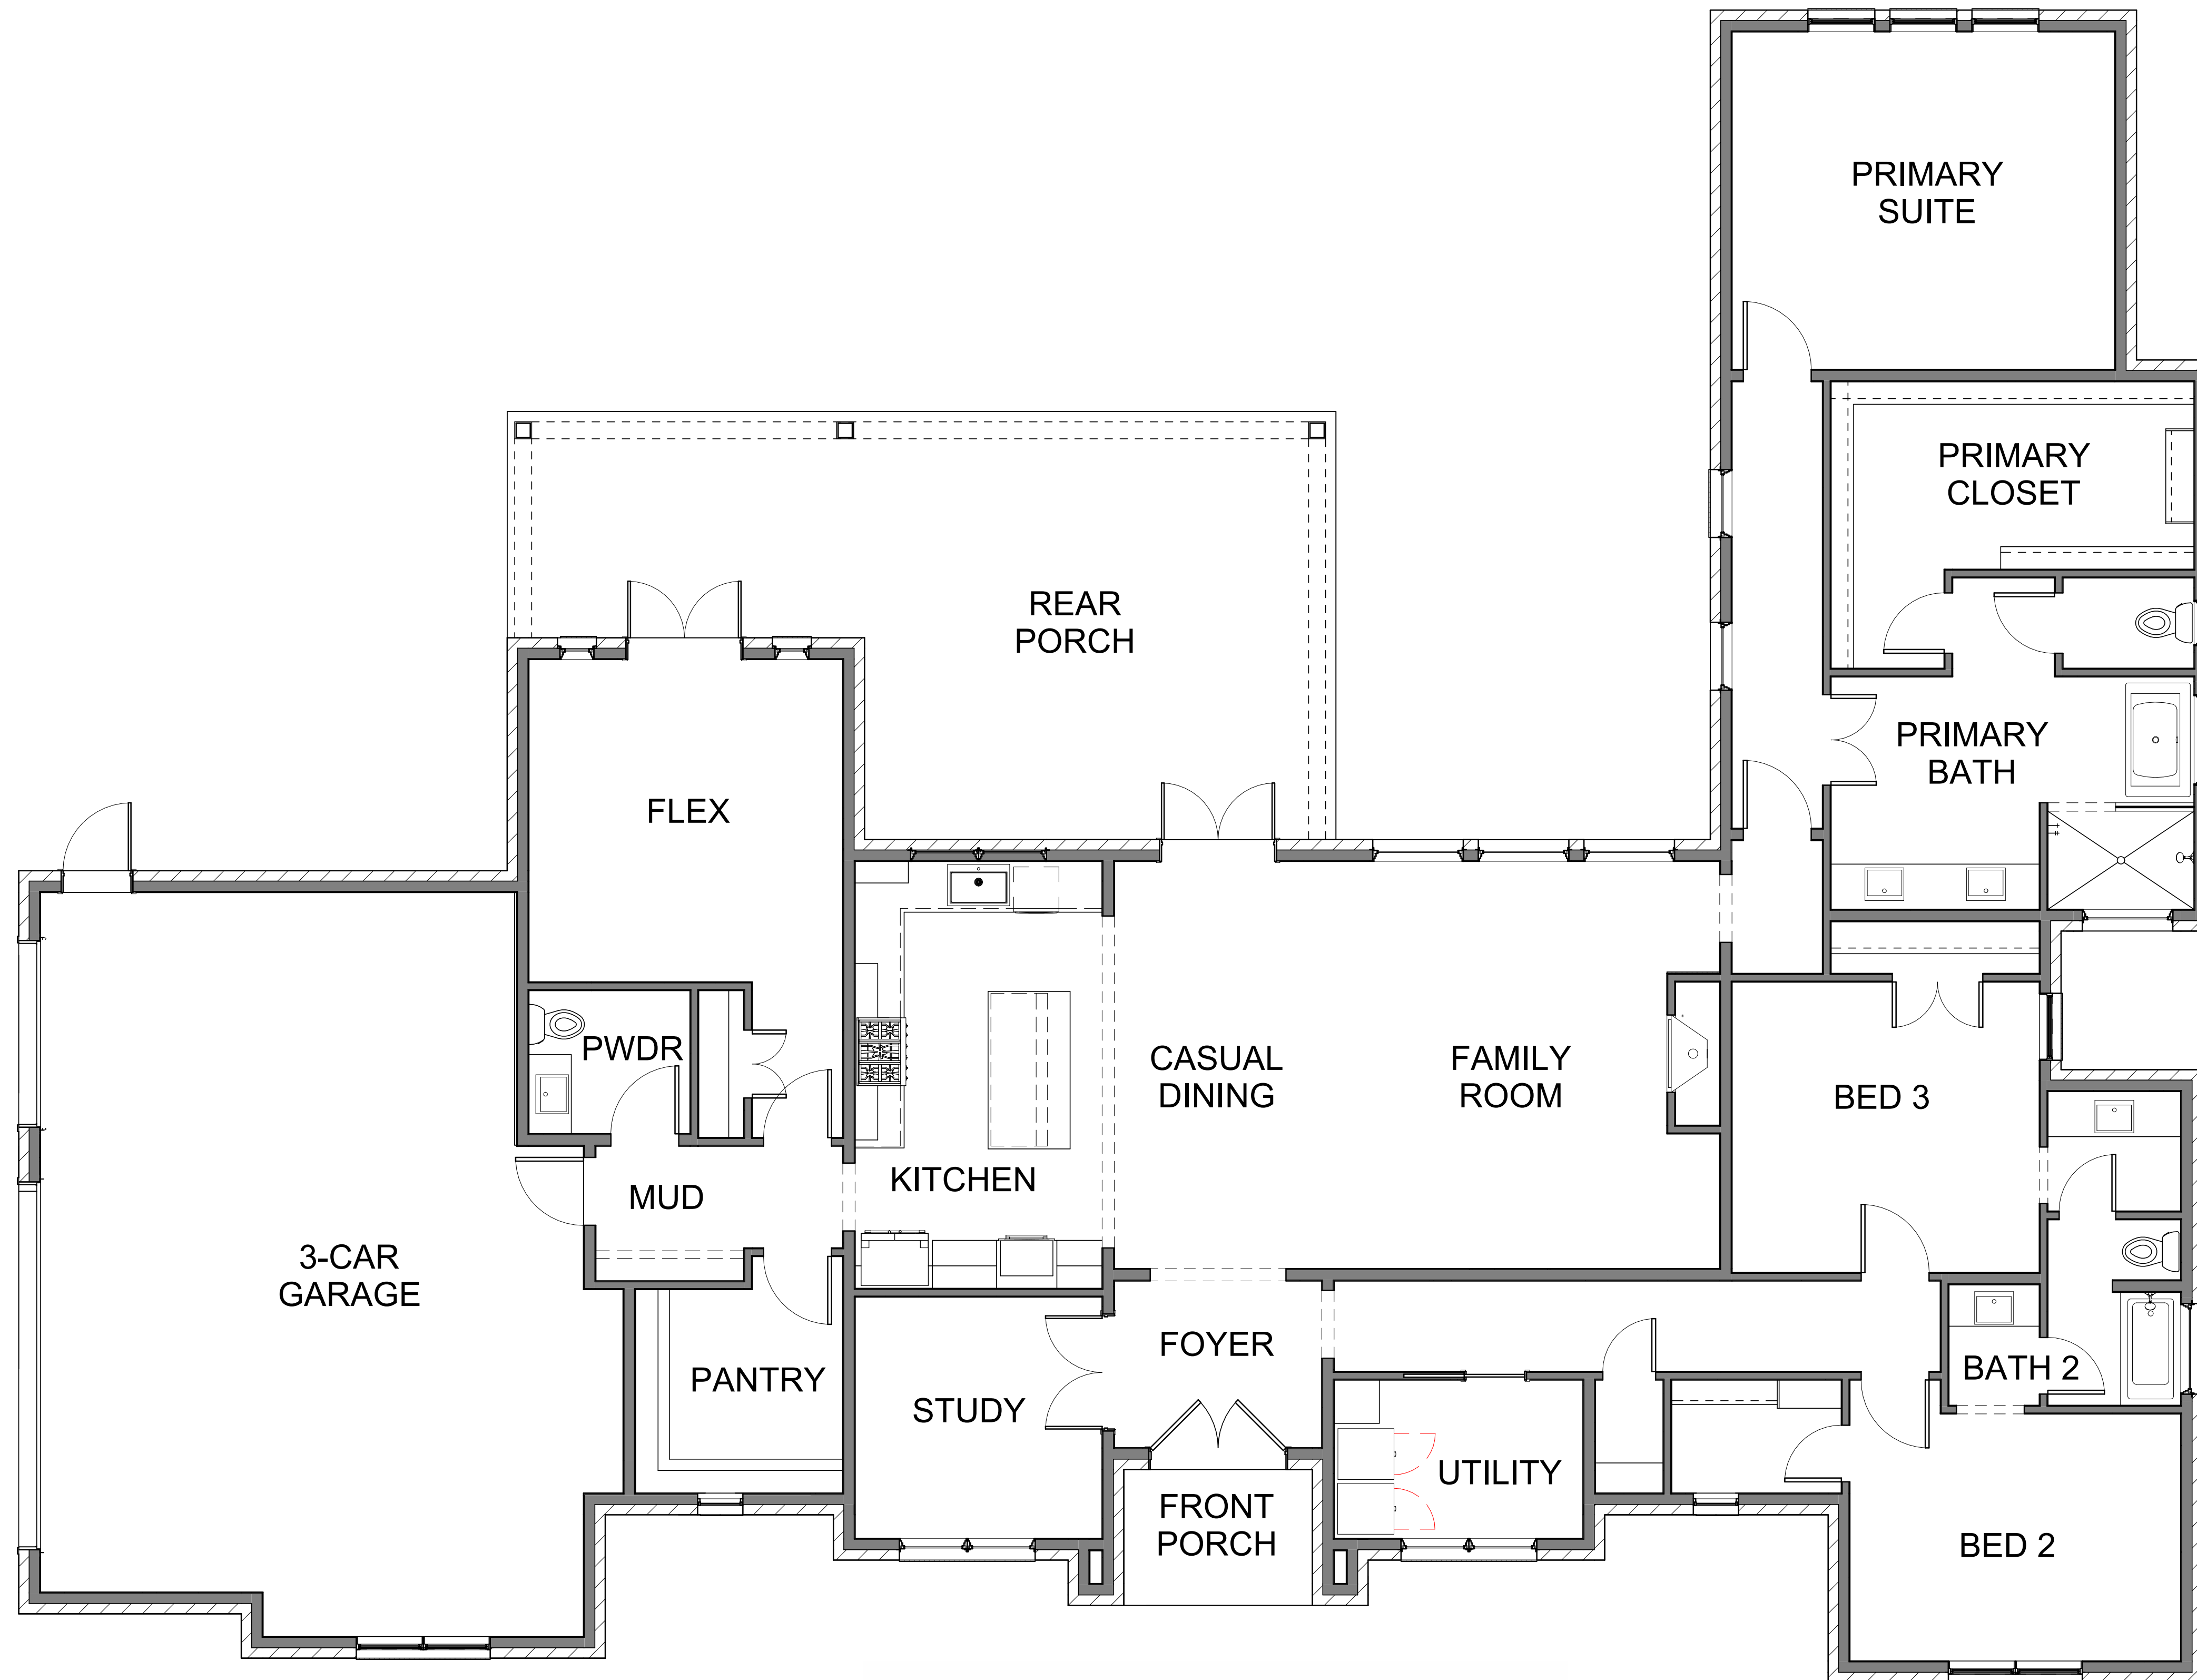 PRIMARY
SUITE
PRIMARY
CLOSET
REAR
PORCH
PRIMARY
BATH
FLEX
PWDR
CASUAL
DINING
FAMILY
ROOM
BED 3
KITCHEN
MUD
3-CAR
GARAGE
FOYER
PANTRY
BATH 2
STUDY
UTILITY
FRONT
PORCH
BED 2